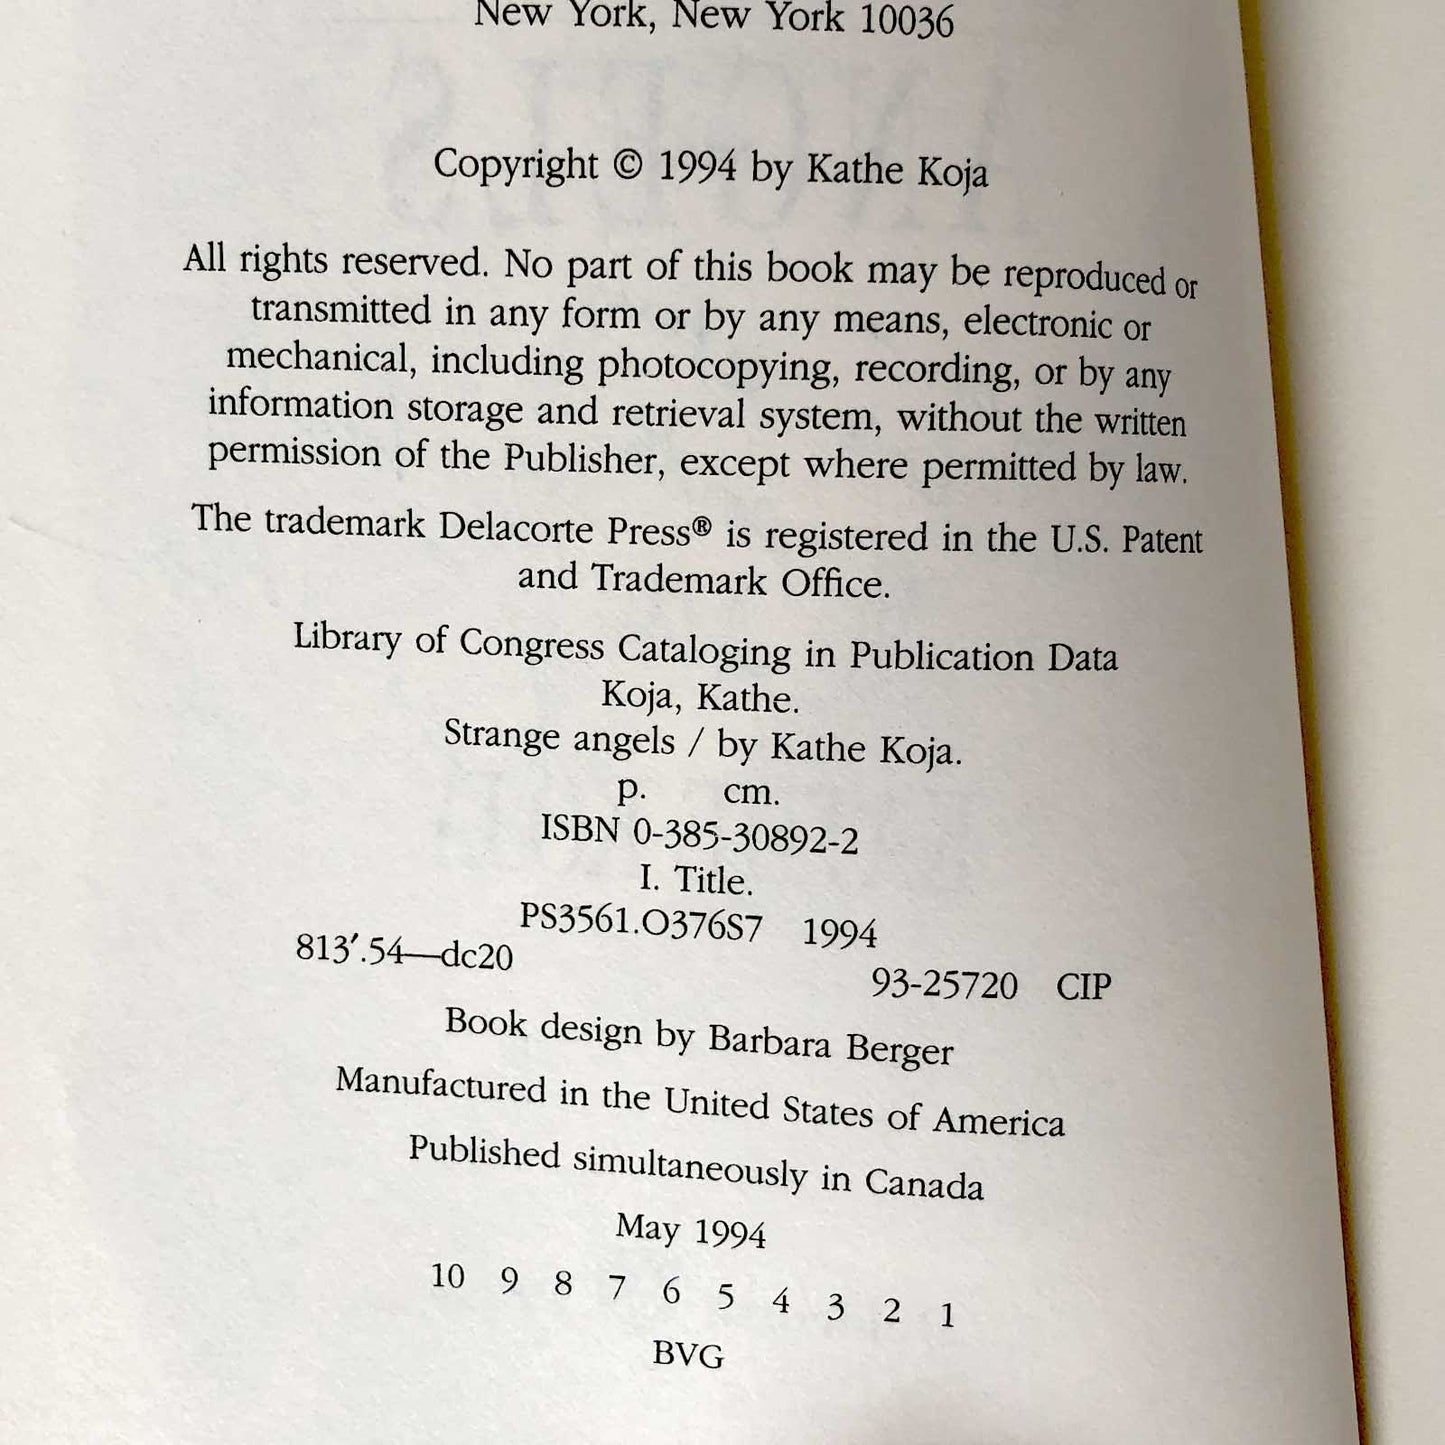 New York, New York 10036
Copyright © 1994 by Kathe Koja
All rights reserved. No part of this book may be reproduced or
transmitted in any form or by any means, electronic or
mechanical, including photocopying, recording, or by any
information storage and retrieval system, without the written
permission of the Publisher, except where permitted by law.
The trademark Delacorte Press® is registered in the U.S. Patent
and Trademark Office.
Library of Congress Cataloging in Publication Data
Koja, Kathe.
Strange angels / by Kathe Koja.
p. cm.
ISBN 0-385-30892-2
I. Title.
PS3561.O376S7 1994
813′.54—dc20
93-25720 CIP
Book design by Barbara Berger
Manufactured in the United States of America
Published simultaneously in Canada
May 1994
10 9 8 7 6 5 4 3 2 1
BVG